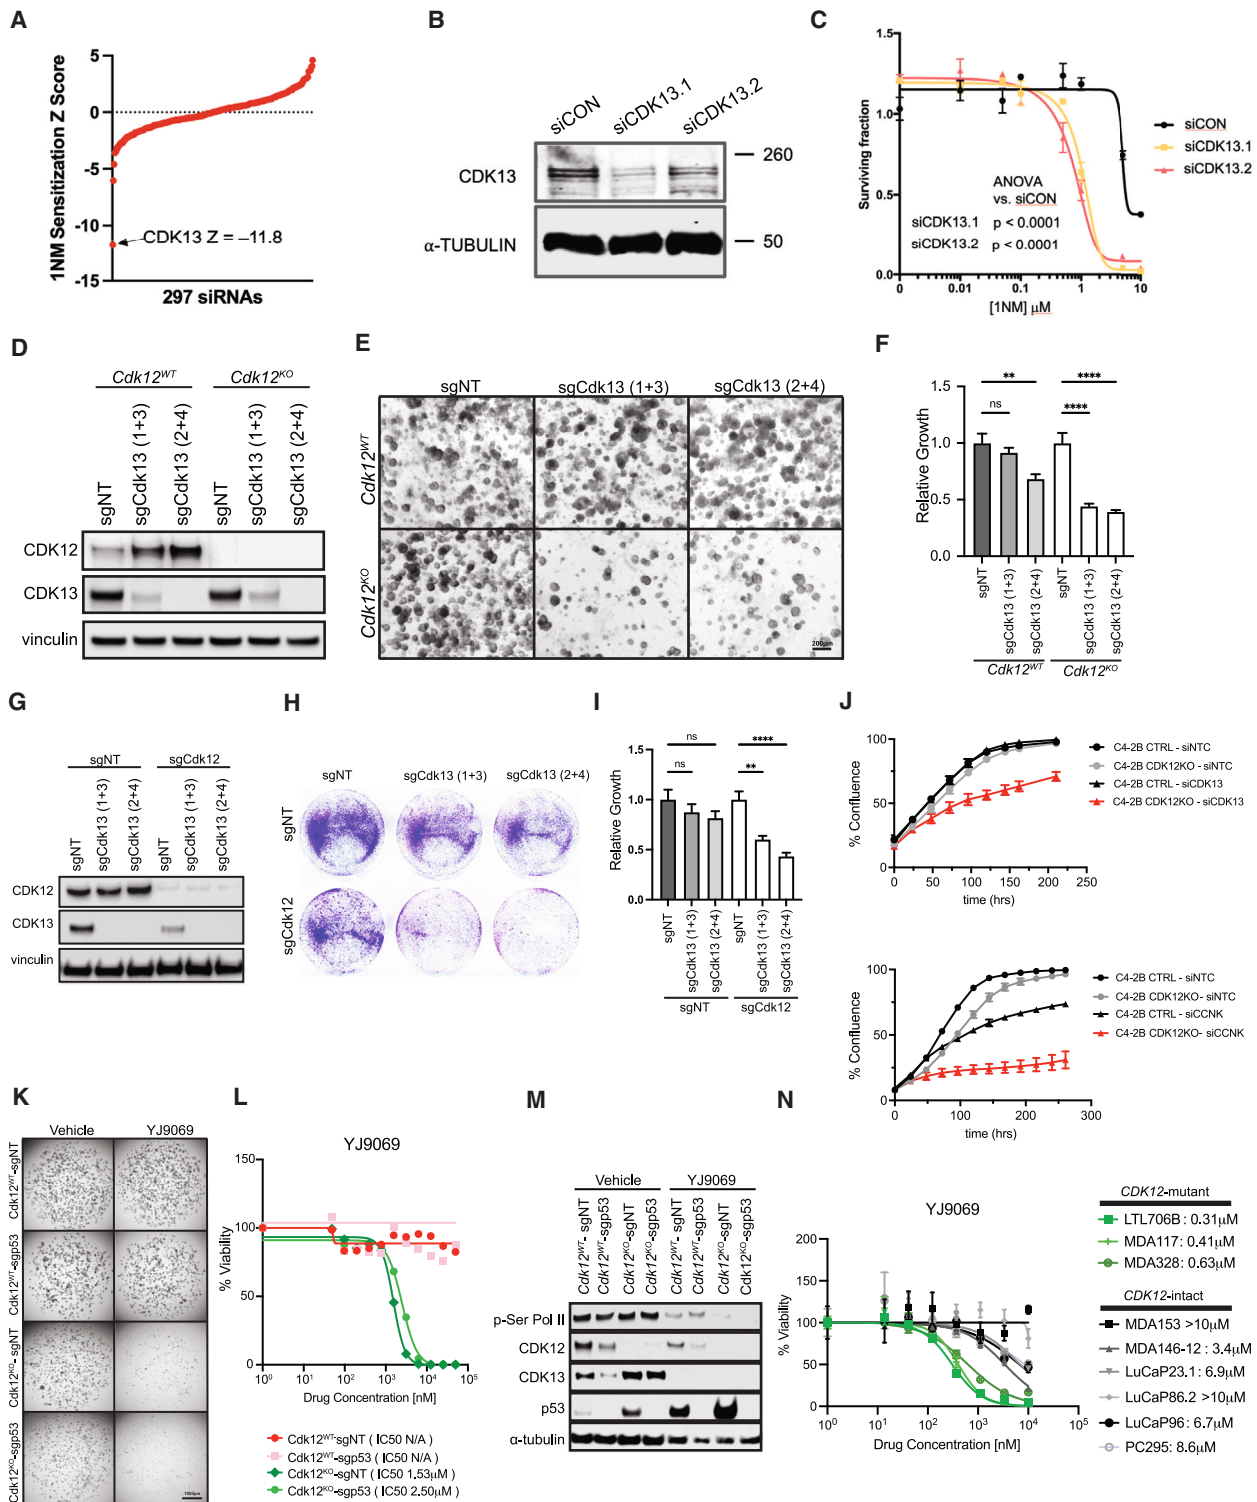 A
1NM Sensitization Z Score
5
0
-5
-10
-15
CDK13 Z = –11.8
297 siRNAs
B
siCON
siCDK13.1
siCDK13.2
CDK13
α-TUBULIN
260
50
C
Surviving fraction
1.5
1.0
0.5
0.0
0
0.01
0.1
1
10
[1NM] μM
ANOVA
vs. siCON
siCDK13.1 p < 0.0001
siCDK13.2 p < 0.0001
siCON
siCDK13.1
siCDK13.2
D
Cdk12WT
Cdk12KO
sgNT
sgCdk13 (1+3)
sgCdk13 (2+4)
sgNT
sgCdk13 (1+3)
sgCdk13 (2+4)
CDK12
CDK13
vinculin
E
sgNT
sgCdk13 (1+3)
sgCdk13 (2+4)
Cdk12WT
Cdk12KO
200μm
F
Relative Growth
1.5
1.0
0.5
0.0
ns
**
****
****
sgNT
sgCdk13 (1+3)
sgCdk13 (2+4)
sgNT
sgCdk13 (1+3)
sgCdk13 (2+4)
Cdk12WT
Cdk12KO
G
sgNT
sgCdk12
sgNT
sgCdk13 (1+3)
sgCdk13 (2+4)
sgNT
sgCdk13 (1+3)
sgCdk13 (2+4)
CDK12
CDK13
vinculin
H
sgNT
sgCdk13 (1+3)
sgCdk13 (2+4)
sgNT
sgCdk12
I
Relative Growth
1.5
1.0
0.5
0.0
ns
ns
****
**
sgNT
sgCdk13 (1+3)
sgCdk13 (2+4)
sgNT
sgCdk13 (1+3)
sgCdk13 (2+4)
sgNT
sgCdk12
J
% Confluence
100
50
0
0
50
100
150
200
250
time (hrs)
C4-2B CTRL - siNTC
C4-2B CDK12KO - siNTC
C4-2B CTRL - siCDK13
C4-2B CDK12KO - siCDK13
% Confluence
100
50
0
0
100
200
300
time (hrs)
C4-2B CTRL - siNTC
C4-2B CDK12KO- siNTC
C4-2B CTRL - siCCNK
C4-2B CDK12KO- siCCNK
K
Vehicle
YJ9069
Cdk12WT-sgNT
Cdk12WT-sgp53
Cdk12KO- sgNT
Cdk12KO-sgp53
1000μm
L
YJ9069
% Viability
150
100
50
0
10⁰
10¹
10²
10³
10⁴
10⁵
Drug Concentration [nM]
Cdk12WT-sgNT ( IC50 N/A )
Cdk12WT-sgp53 ( IC50 N/A )
Cdk12KO-sgNT ( IC50 1.53μM )
Cdk12KO-sgp53 ( IC50 2.50μM )
M
Vehicle
YJ9069
Cdk12WT- sgNT
Cdk12WT-sgp53
Cdk12KO-sgNT
Cdk12KO-sgp53
Cdk12WT- sgNT
Cdk12WT-sgp53
Cdk12KO-sgNT
Cdk12KO-sgp53
p-Ser Pol II
CDK12
CDK13
p53
α-tubulin
N
YJ9069
% Viability
200
150
100
50
0
10⁰
10¹
10²
10³
10⁴
10⁵
Drug Concentration [nM]
CDK12-mutant
LTL706B: 0.31μM
MDA117: 0.41μM
MDA328: 0.63μM
CDK12-intact
MDA153 >10μM
MDA146-12: 3.4μM
LuCaP23.1: 6.9μM
LuCaP86.2 >10μM
LuCaP96: 6.7μM
PC295: 8.6μM